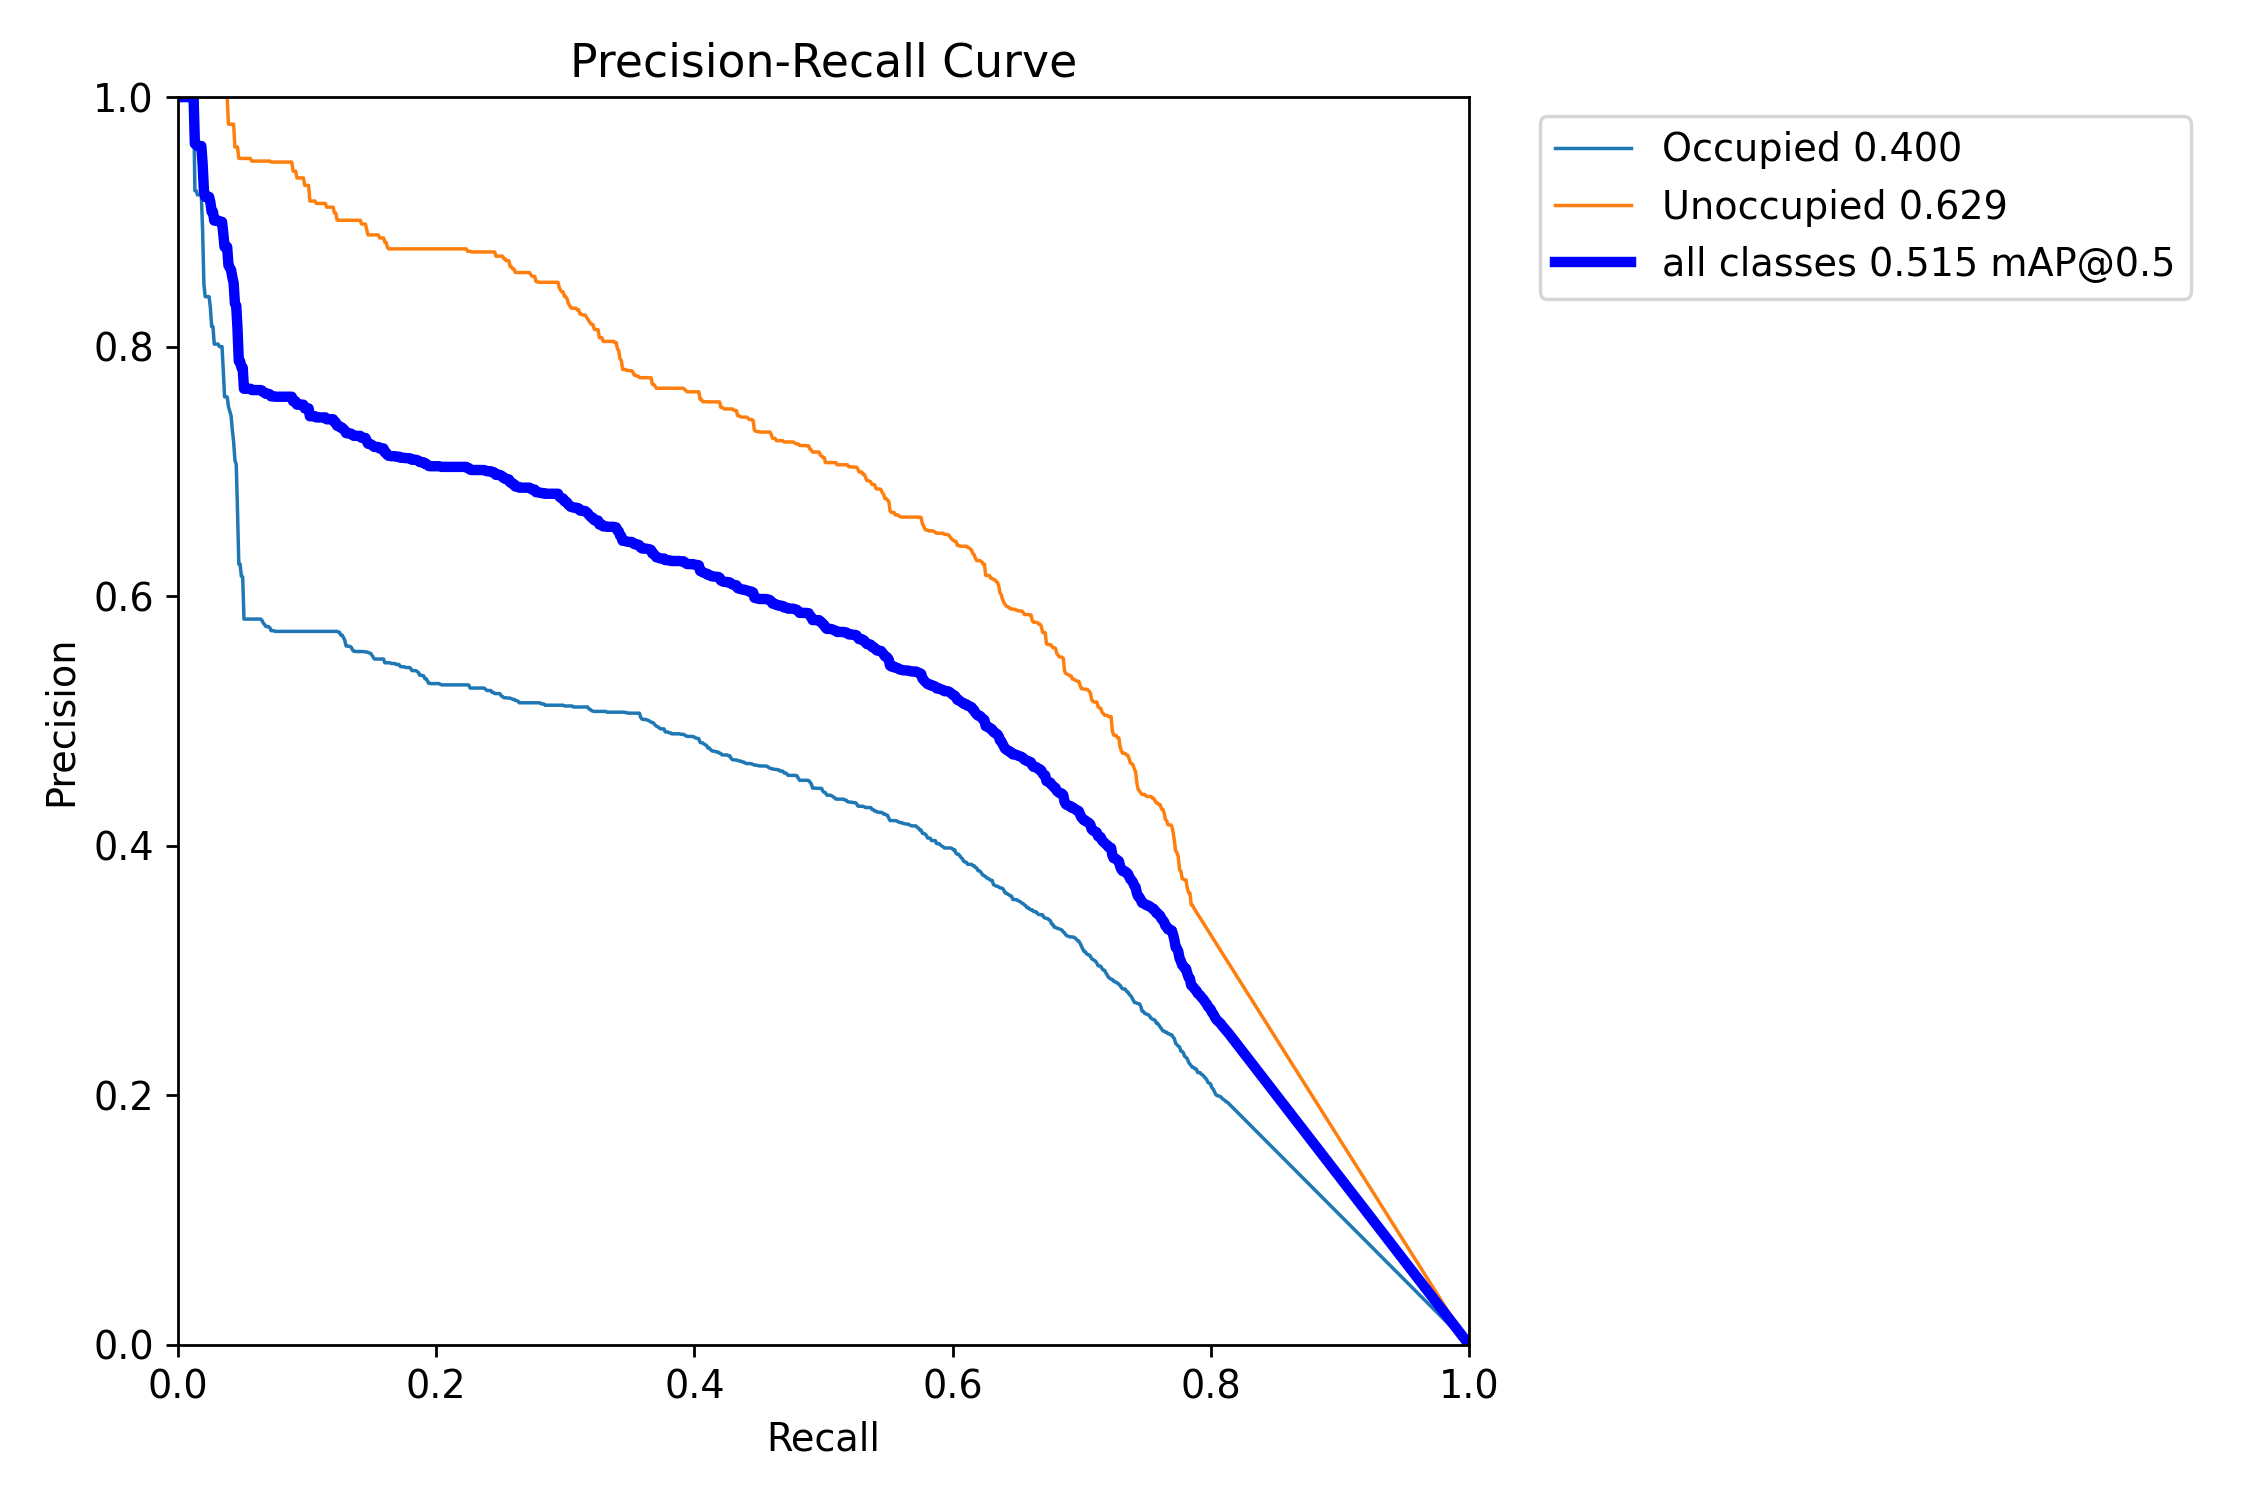 Precision-Recall Curve
Occupied 0.400
Unoccupied 0.629
all classes 0.515 mAP@0.5
Precision
1.0
0.8
0.6
0.4
0.2
0.0
0.0 0.2 0.4 0.6 0.8 1.0
Recall